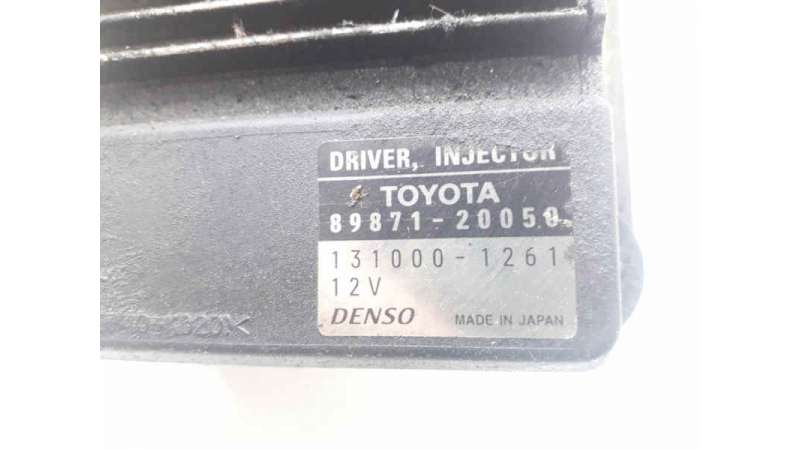 DRIVER, INJECTOR
TOYOTA
89871-20050
131000-1261
12V
DENSO MADE IN JAPAN